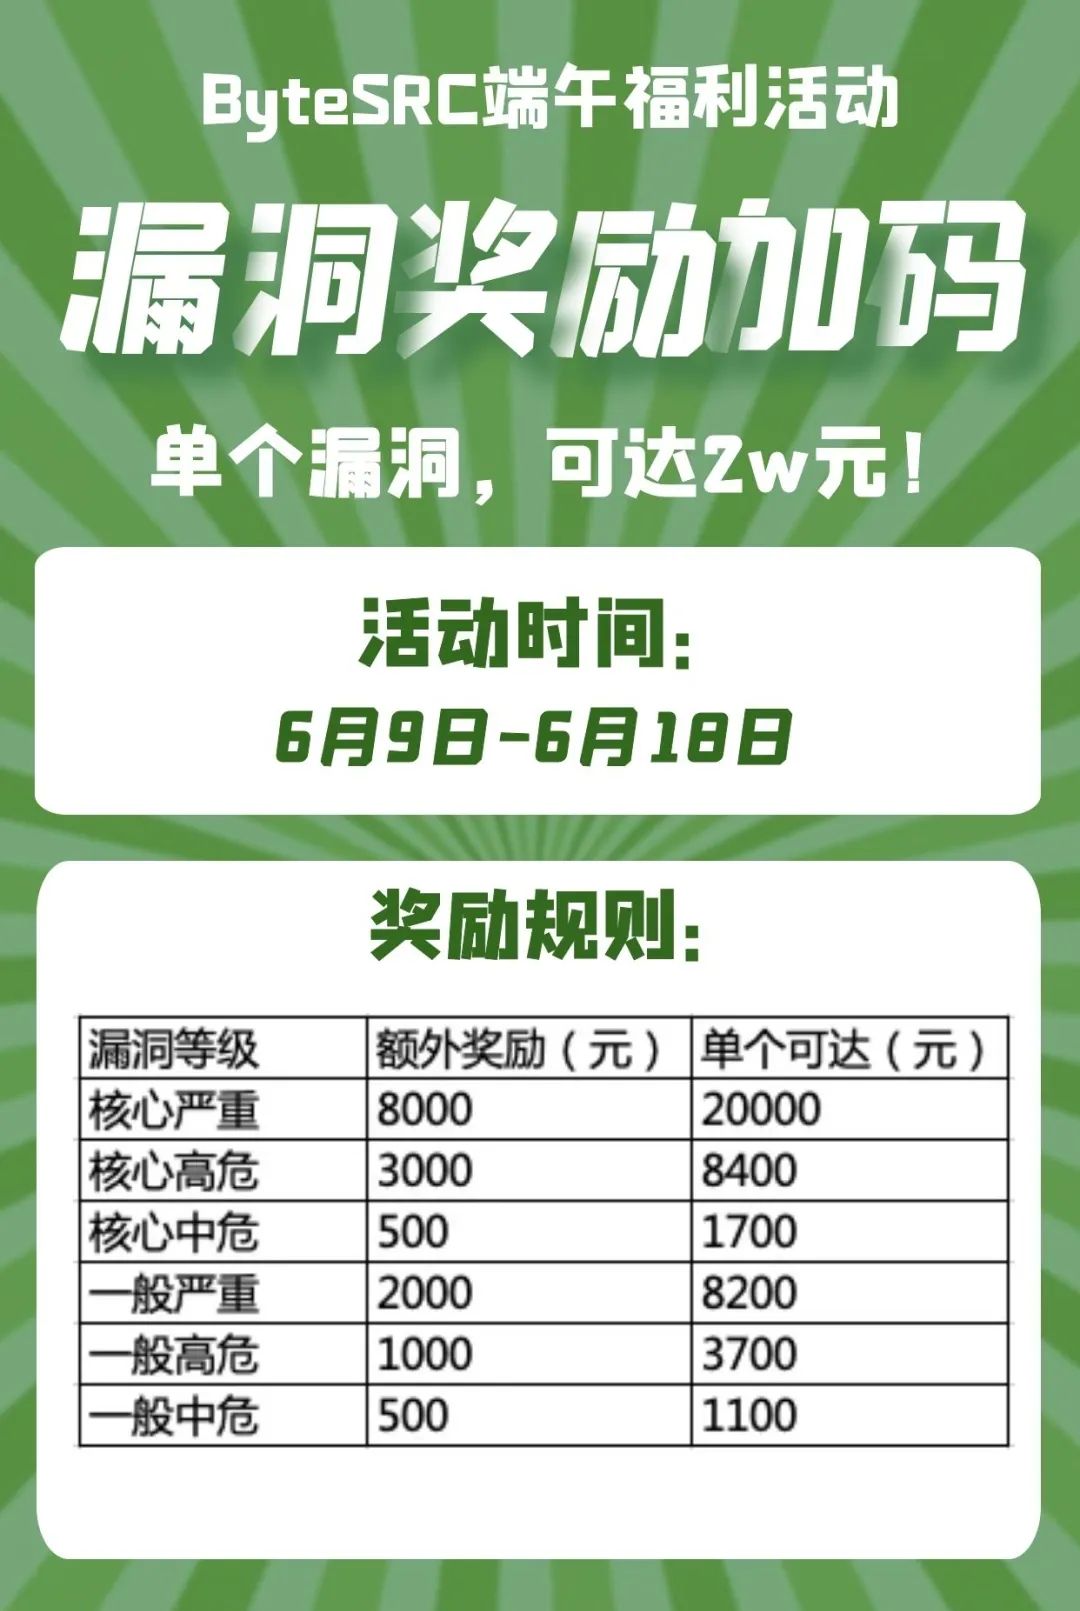 ByteSRC端午福利活动
漏洞奖励加码
单个漏洞，可达2w元！
活动时间：
6月9日-6月18日
奖励规则：
漏洞等级 额外奖励（元） 单个可达（元）
核心严重 8000 20000
核心高危 3000 8400
核心中危 500 1700
一般严重 2000 8200
一般高危 1000 3700
一般中危 500 1100